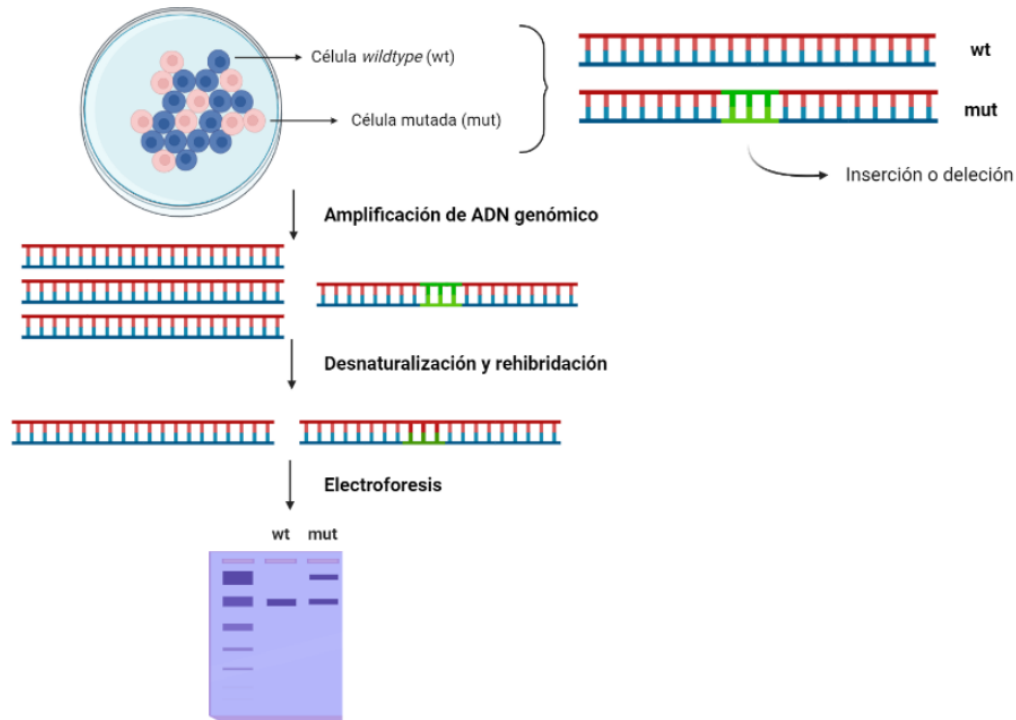 Célula wildtype (wt)
Célula mutada (mut)
wt
mut
Inserción o deleción
Amplificación de ADN genómico
Desnaturalización y rehibridación
Electroforesis
wt mut